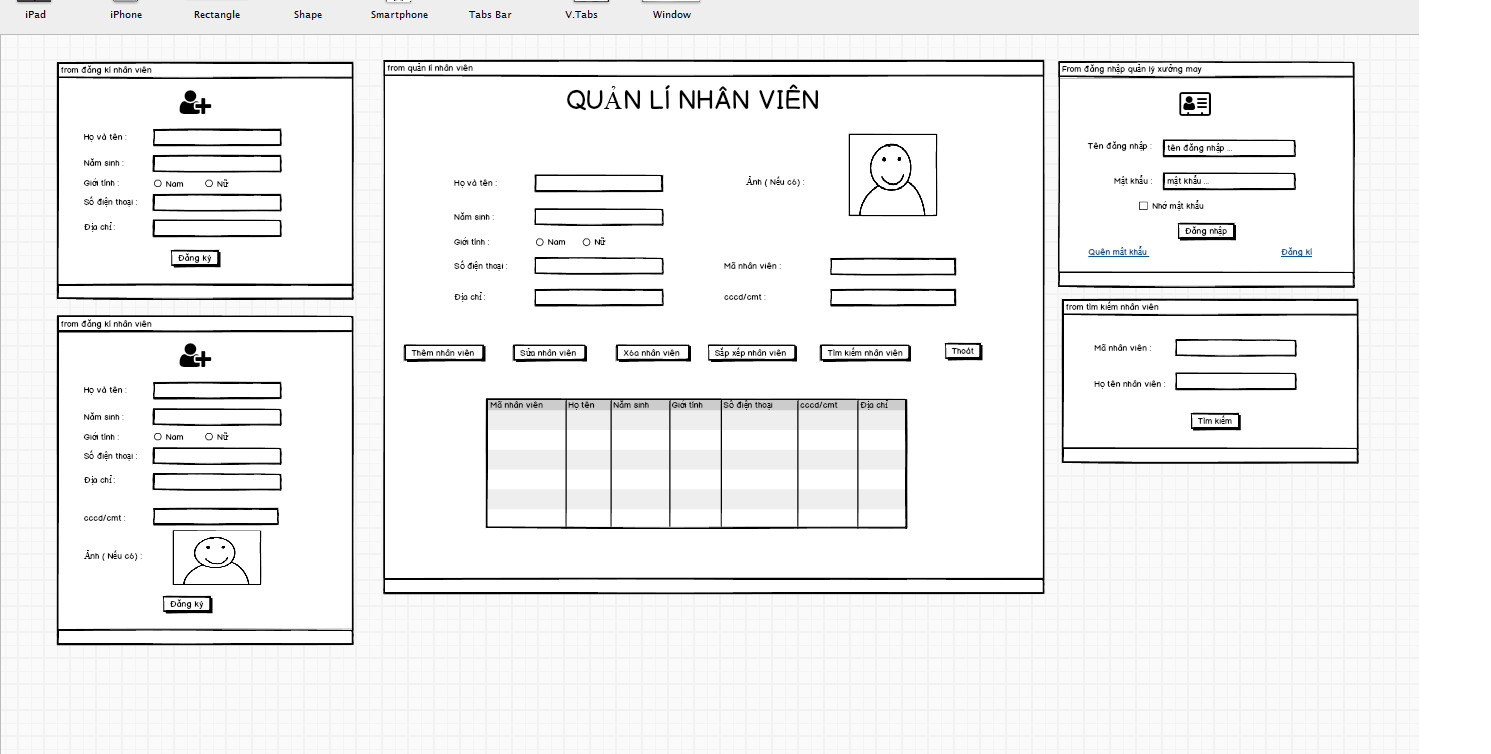 iPad iPhone Rectangle Shape Smartphone Tabs Bar V.Tabs Window
from đăng kí nhân viên
Họ và tên :
Năm sinh :
Giới tính : Nam Nữ
Số điện thoại :
Địa chỉ :
Đăng ký
from đăng kí nhân viên
Họ và tên :
Năm sinh :
Giới tính : Nam Nữ
Số điện thoại :
Địa chỉ :
cccd/cmt :
Ảnh ( Nếu có) :
Đăng ký
from quản lí nhân viên
QUẢN LÍ NHÂN VIÊN
Họ và tên : Ảnh ( Nếu có) :
Năm sinh :
Giới tính : Nam Nữ
Số điện thoại : Mã nhân viên :
Địa chỉ : cccd/cmt :
Thêm nhân viên Sửa nhân viên Xóa nhân viên Sắp xếp nhân viên Tìm kiếm nhân viên Thoát
Mã nhân viên Họ tên Năm sinh Giới tính Số điện thoại cccd/cmt Địa chỉ
From đăng nhập quản lý xưởng may
Tên đăng nhập : tên đăng nhập ...
Mật khẩu : mật khẩu ...
Nhớ mật khẩu
Đăng nhập
Quên mật khẩu Đăng kí
from tìm kiếm nhân viên
Mã nhân viên :
Họ tên nhân viên :
Tìm kiếm